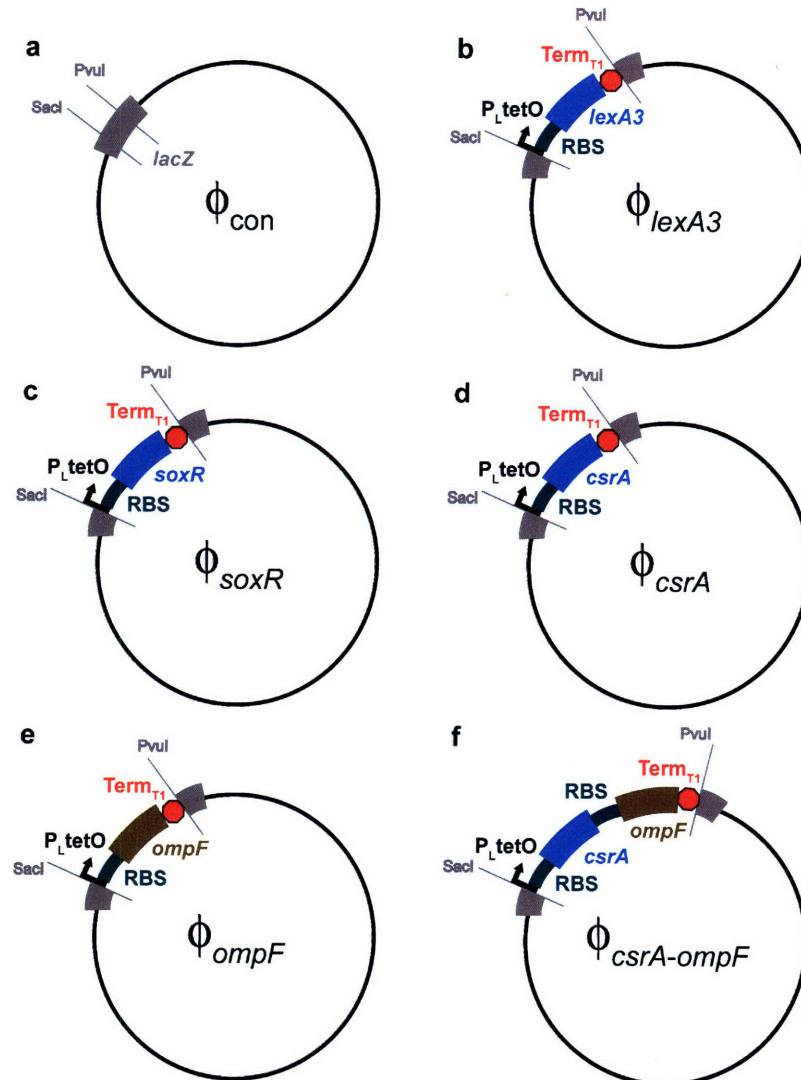 a
PvuI
SacI
lacZ
ϕcon
b
PvuI
TermT1
PLtetO
lexA3
SacI
RBS
ϕlexA3
c
PvuI
TermT1
PLtetO
soxR
SacI
RBS
ϕsoxR
d
PvuI
TermT1
PLtetO
csrA
SacI
RBS
ϕcsrA
e
PvuI
TermT1
PLtetO
ompF
SacI
RBS
ϕompF
f
PvuI
TermT1
RBS
ompF
PLtetO
csrA
SacI
RBS
ϕcsrA-ompF